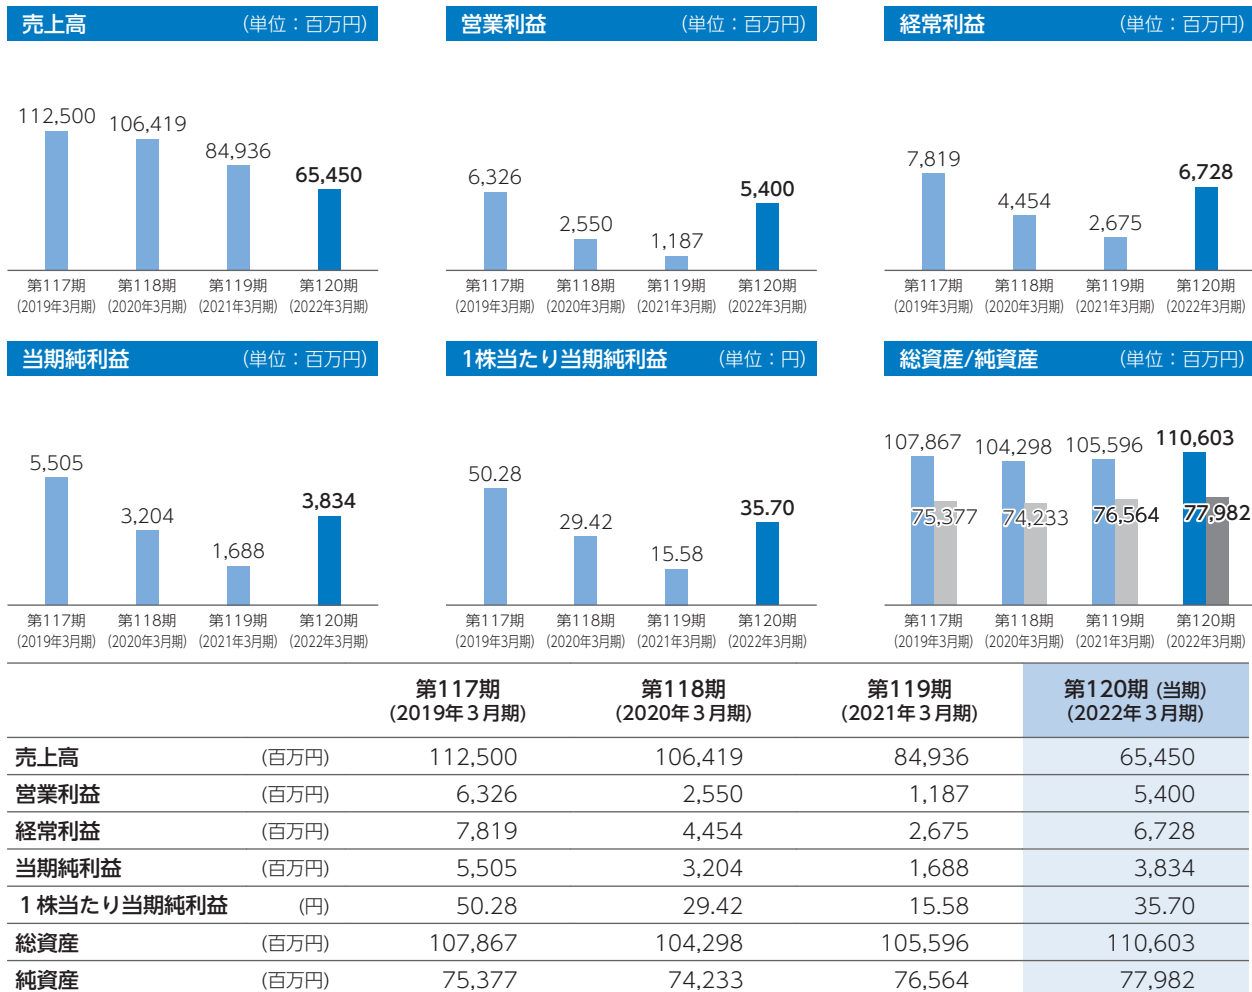 売上高 (単位：百万円)
112,500
106,419
84,936
65,450
第117期 第118期 第119期 第120期
(2019年3月期) (2020年3月期) (2021年3月期) (2022年3月期)
営業利益 (単位：百万円)
6,326
2,550
1,187
5,400
第117期 第118期 第119期 第120期
(2019年3月期) (2020年3月期) (2021年3月期) (2022年3月期)
経常利益 (単位：百万円)
7,819
4,454
2,675
6,728
第117期 第118期 第119期 第120期
(2019年3月期) (2020年3月期) (2021年3月期) (2022年3月期)
当期純利益 (単位：百万円)
5,505
3,204
1,688
3,834
第117期 第118期 第119期 第120期
(2019年3月期) (2020年3月期) (2021年3月期) (2022年3月期)
1株当たり当期純利益 (単位：円)
50.28
29.42
15.58
35.70
第117期 第118期 第119期 第120期
(2019年3月期) (2020年3月期) (2021年3月期) (2022年3月期)
総資産/純資産 (単位：百万円)
107,867 104,298 105,596 110,603
75,377 74,233 76,564 77,982
第117期 第118期 第119期 第120期
(2019年3月期) (2020年3月期) (2021年3月期) (2022年3月期)
第117期 第118期 第119期 第120期 (当期)
(2019年３月期) (2020年３月期) (2021年３月期) (2022年３月期)
売上高 (百万円) 112,500 106,419 84,936 65,450
営業利益 (百万円) 6,326 2,550 1,187 5,400
経常利益 (百万円) 7,819 4,454 2,675 6,728
当期純利益 (百万円) 5,505 3,204 1,688 3,834
１株当たり当期純利益 (円) 50.28 29.42 15.58 35.70
総資産 (百万円) 107,867 104,298 105,596 110,603
純資産 (百万円) 75,377 74,233 76,564 77,982